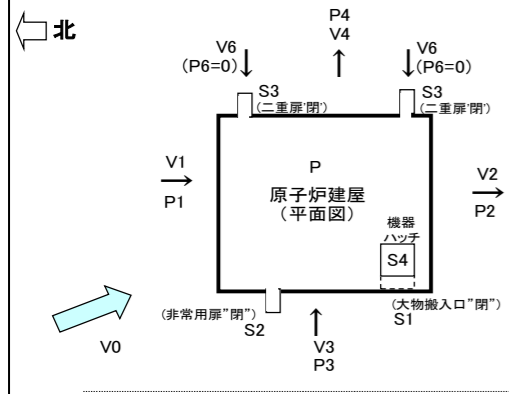 北
P4
V4
V6
(P6=0)
V6
(P6=0)
S3
(二重扉“閉”)
S3
(二重扉“閉”)
V1
P1
P
原子炉建屋
(平面図)
V2
P2
機器
ハッチ
S4
(非常用扉”閉”)
S2
(大物搬入口”閉”)
S1
V0
V3
P3